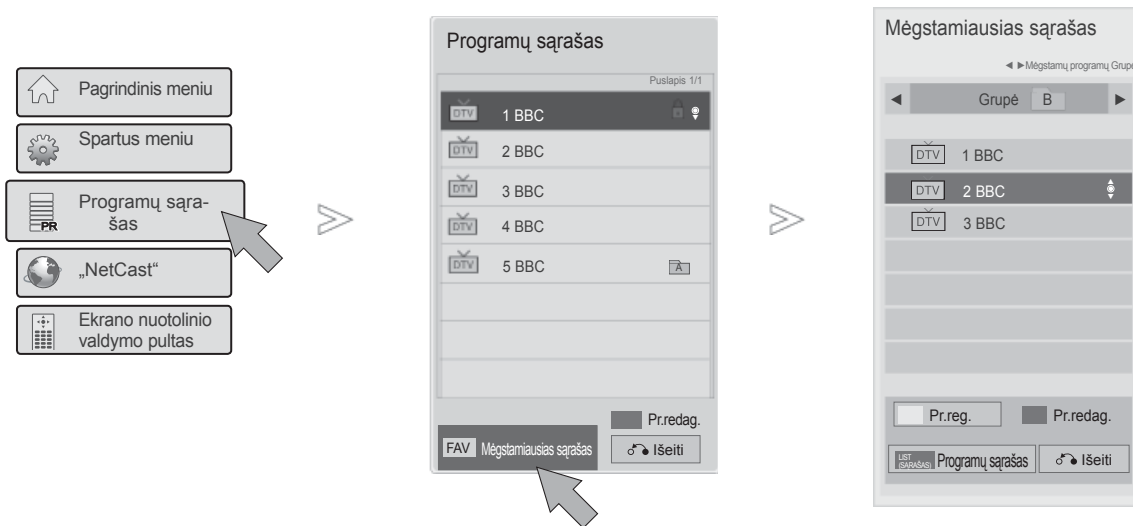 Pagrindinis meniu
Spartus meniu
Programų sąra-
šas
PR
„NetCast“
Ekrano nuotolinio
valdymo pultas
Programų sąrašas
Puslapis 1/1
DTV 1 BBC
DTV 2 BBC
DTV 3 BBC
DTV 4 BBC
DTV 5 BBC A
Pr.redag.
FAV Mėgstamiausias sąrašas
Išeiti
Mėgstamiausias sąrašas
◄ ►Mėgstamų programų Grupė
◄ Grupė B ►
DTV 1 BBC
DTV 2 BBC
DTV 3 BBC
Pr.reg.
Pr.redag.
LIST
(SARAŠAS)
Programų sąrašas
Išeiti